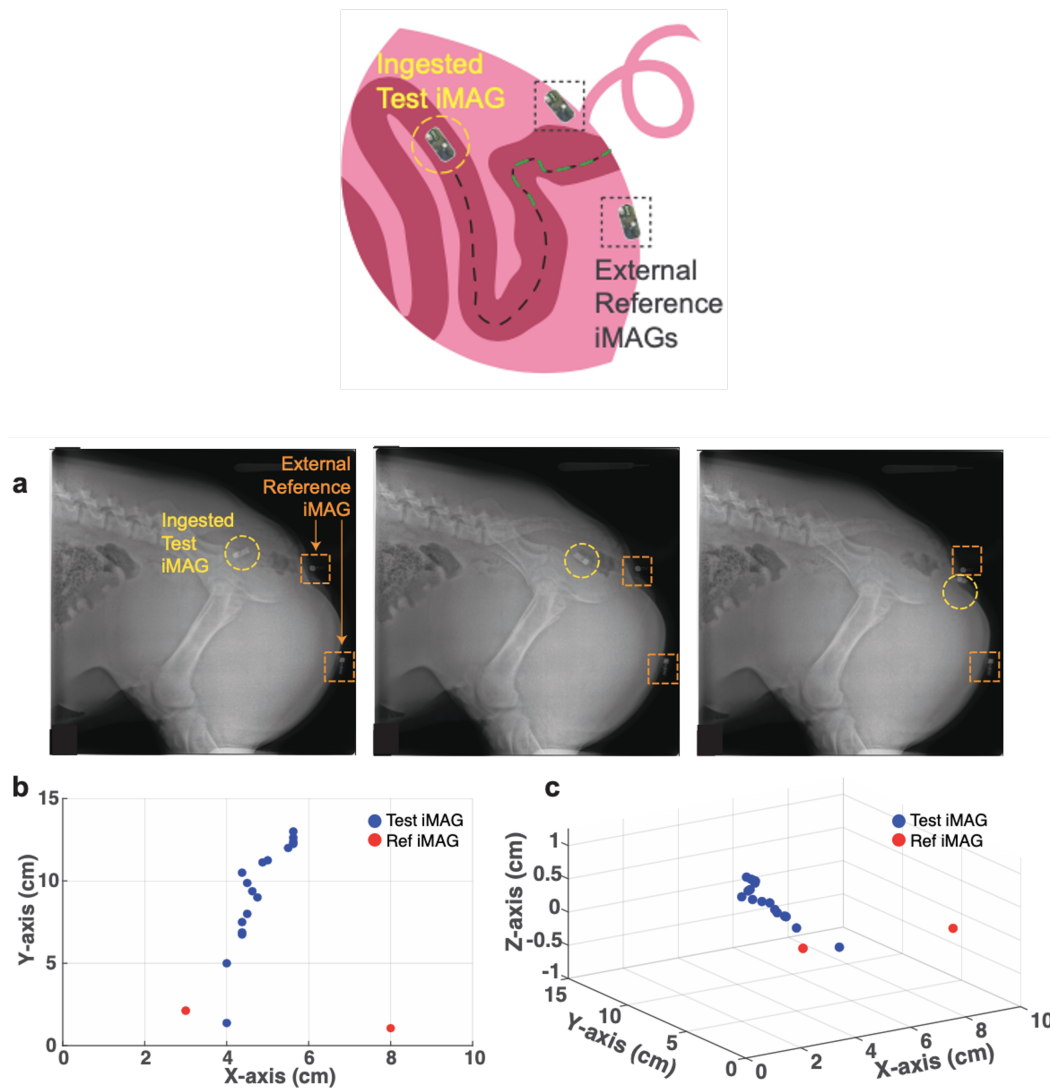 Ingested
Test iMAG
External
Reference
iMAGs
a
External
Reference
iMAG
Ingested
Test
iMAG
b
15
10
5
0
Y-axis (cm)
0
2
4
6
8
10
X-axis (cm)
Test iMAG
Ref iMAG
c
1
0.5
0
-0.5
-1
Z-axis (cm)
15
10
5
0
Y-axis (cm)
0
2
4
6
8
10
X-axis (cm)
Test iMAG
Ref iMAG